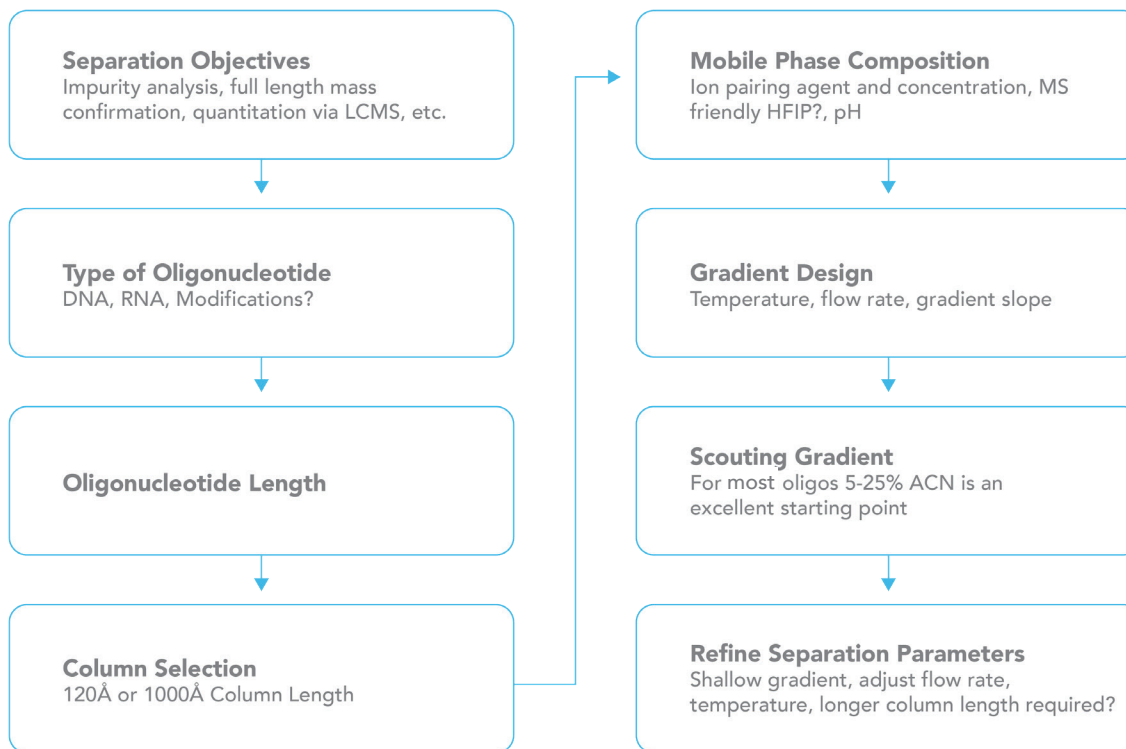 Separation Objectives
Impurity analysis, full length mass
confirmation, quantitation via LCMS, etc.
Type of Oligonucleotide
DNA, RNA, Modifications?
Oligonucleotide Length
Column Selection
120Å or 1000Å Column Length
Mobile Phase Composition
Ion pairing agent and concentration, MS
friendly HFIP?, pH
Gradient Design
Temperature, flow rate, gradient slope
Scouting Gradient
For most oligos 5-25% ACN is an
excellent starting point
Refine Separation Parameters
Shallow gradient, adjust flow rate,
temperature, longer column length required?